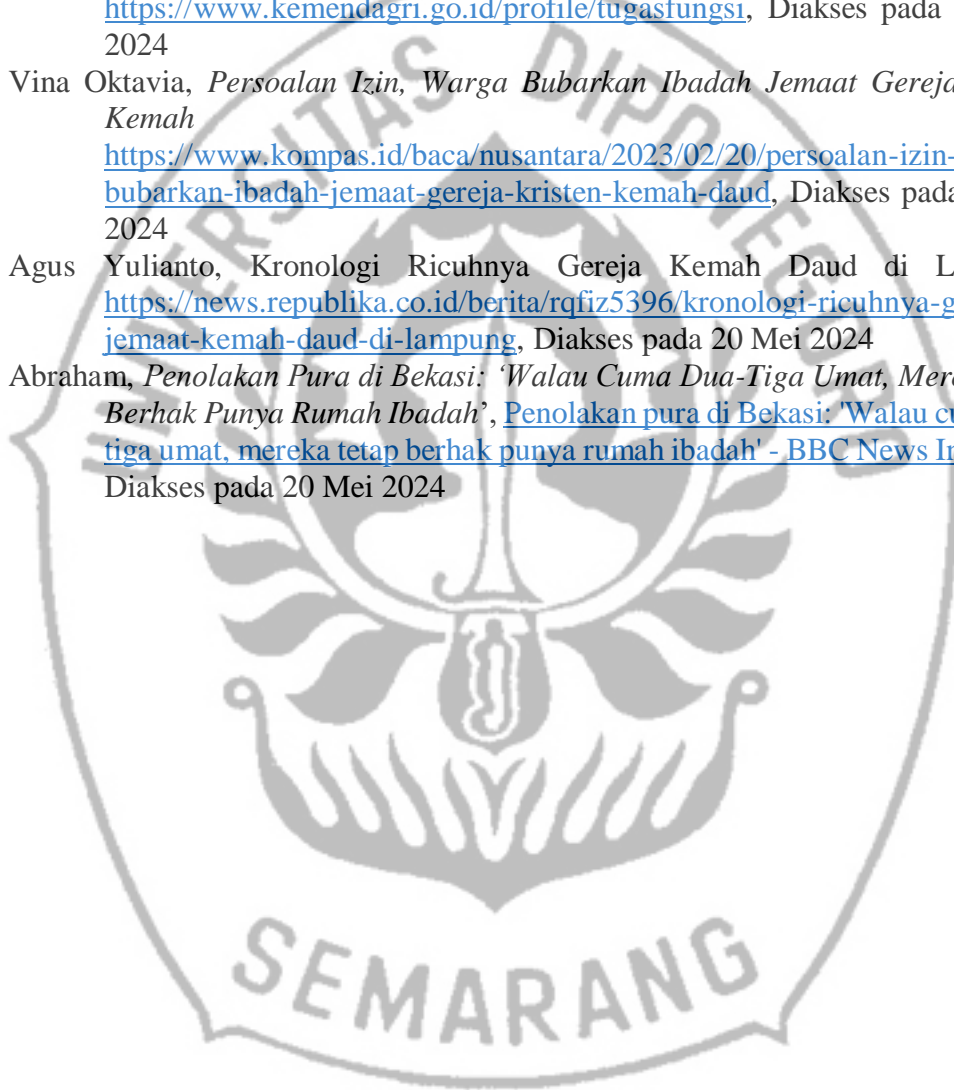 https://www.kemendagri.go.id/profile/tugasfungsi, Diakses pada
2024
Vina Oktavia, Persoalan Izin, Warga Bubarkan Ibadah Jemaat Gereja
Kemah
https://www.kompas.id/baca/nusantara/2023/02/20/persoalan-izin-
bubarkan-ibadah-jemaat-gereja-kristen-kemah-daud, Diakses pada
2024
Agus Yulianto, Kronologi Ricuhnya Gereja Kemah Daud di L
https://news.republika.co.id/berita/rqfiz5396/kronologi-ricuhnya-g
jemaat-kemah-daud-di-lampung, Diakses pada 20 Mei 2024
Abraham, Penolakan Pura di Bekasi: ‘Walau Cuma Dua-Tiga Umat, Mere
Berhak Punya Rumah Ibadah’, Penolakan pura di Bekasi: 'Walau cu
tiga umat, mereka tetap berhak punya rumah ibadah' - BBC News In
Diakses pada 20 Mei 2024
UNIVERSITAS DIPONEGORO
SEMARANG